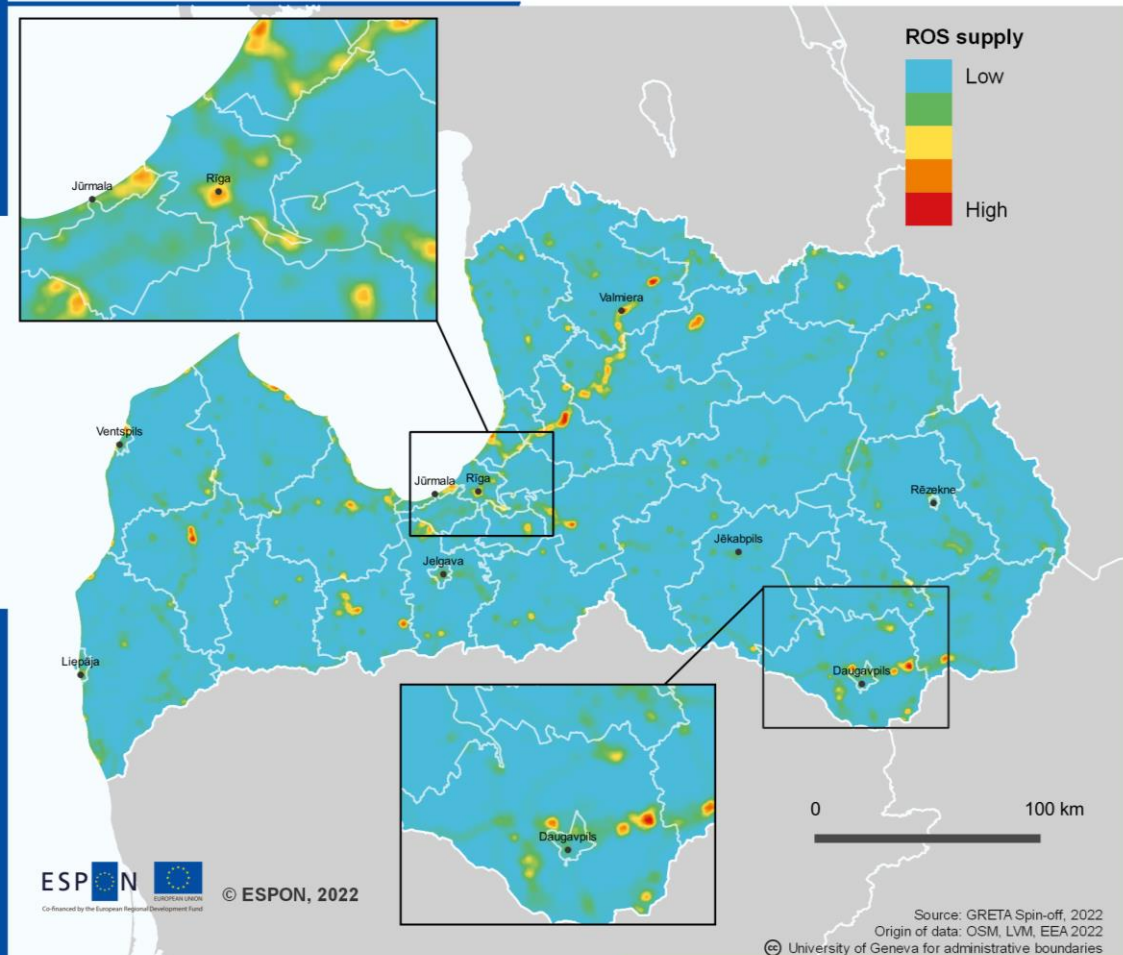 ROS supply
Low
High
Jūrmala
Rīga
Valmiera
Ventspils
Jūrmala
Rīga
Rēzekne
Jēkabpils
Jelgava
Liepāja
Daugavpils
Daugavpils
0 100 km
ESPON
EUROPEAN UNION
Co-financed by the European Regional Development Fund
© ESPON, 2022
Source: GRETA Spin-off, 2022
Origin of data: OSM, LVM, EEA 2022
cc University of Geneva for administrative boundaries